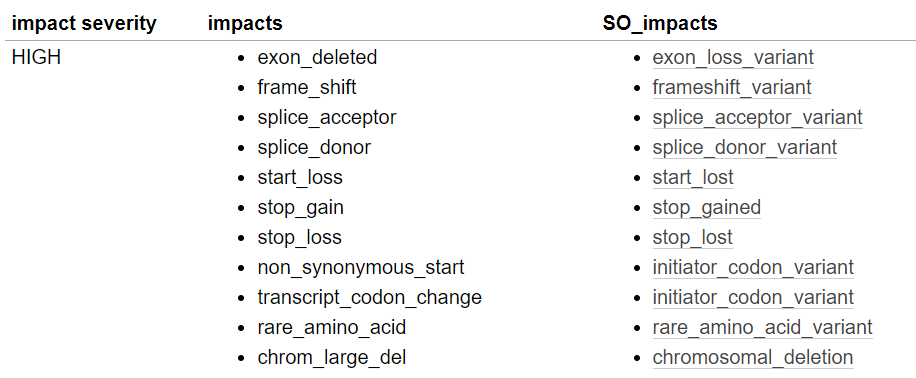 impact severity impacts SO_impacts
HIGH • exon_deleted • exon_loss_variant
• frame_shift • frameshift_variant
• splice_acceptor • splice_acceptor_variant
• splice_donor • splice_donor_variant
• start_loss • start_lost
• stop_gain • stop_gained
• stop_loss • stop_lost
• non_synonymous_start • initiator_codon_variant
• transcript_codon_change • initiator_codon_variant
• rare_amino_acid • rare_amino_acid_variant
• chrom_large_del • chromosomal_deletion